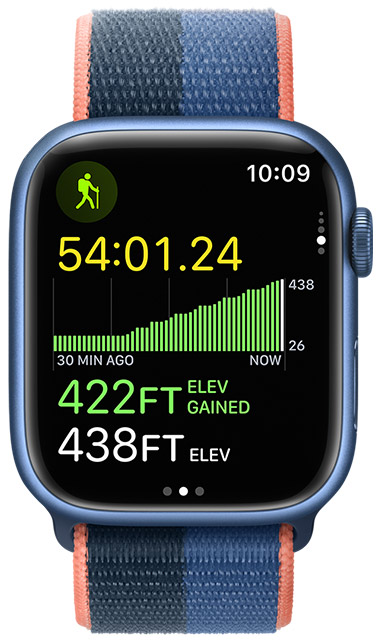 10:09
54:01.24
438
26
30 MIN AGO NOW
422FT ELEV GAINED
438FT ELEV